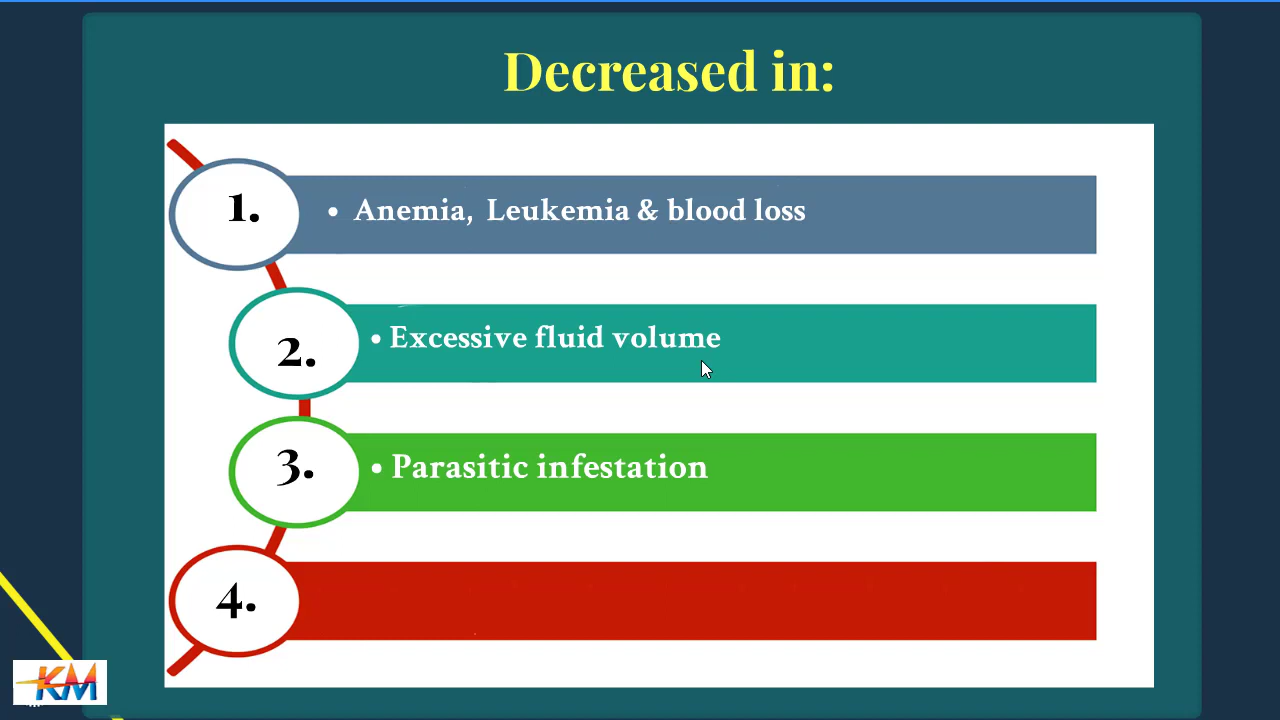 Decreased in:
1.
• Anemia, Leukemia & blood loss
2.
• Excessive fluid volume
3.
• Parasitic infestation
4.
KM